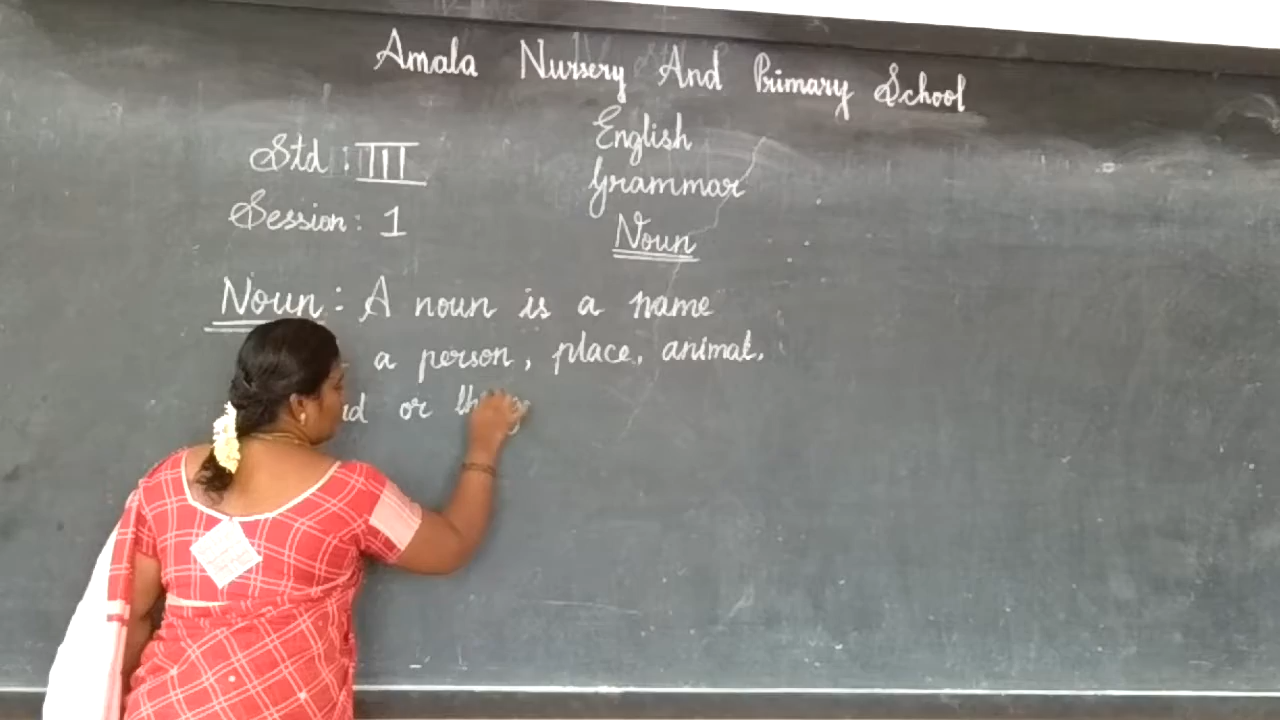 Amala Nursery And Primary School
English
Std : III
Grammar
Session : 1
Noun
Noun : A noun is a name
a person, place, animal,
or